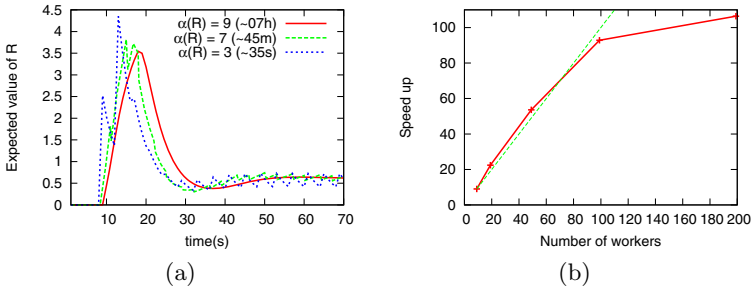 α(R) = 9 (~07h)
α(R) = 7 (~45m)
α(R) = 3 (~35s)
Expected value of R
4.5
4
3.5
3
2.5
2
1.5
1
0.5
0
10 20 30 40 50 60 70
time(s)
(a)
Speed up
100
80
60
40
20
0
0 20 40 60 80 100 120 140 160 180 200
Number of workers
(b)